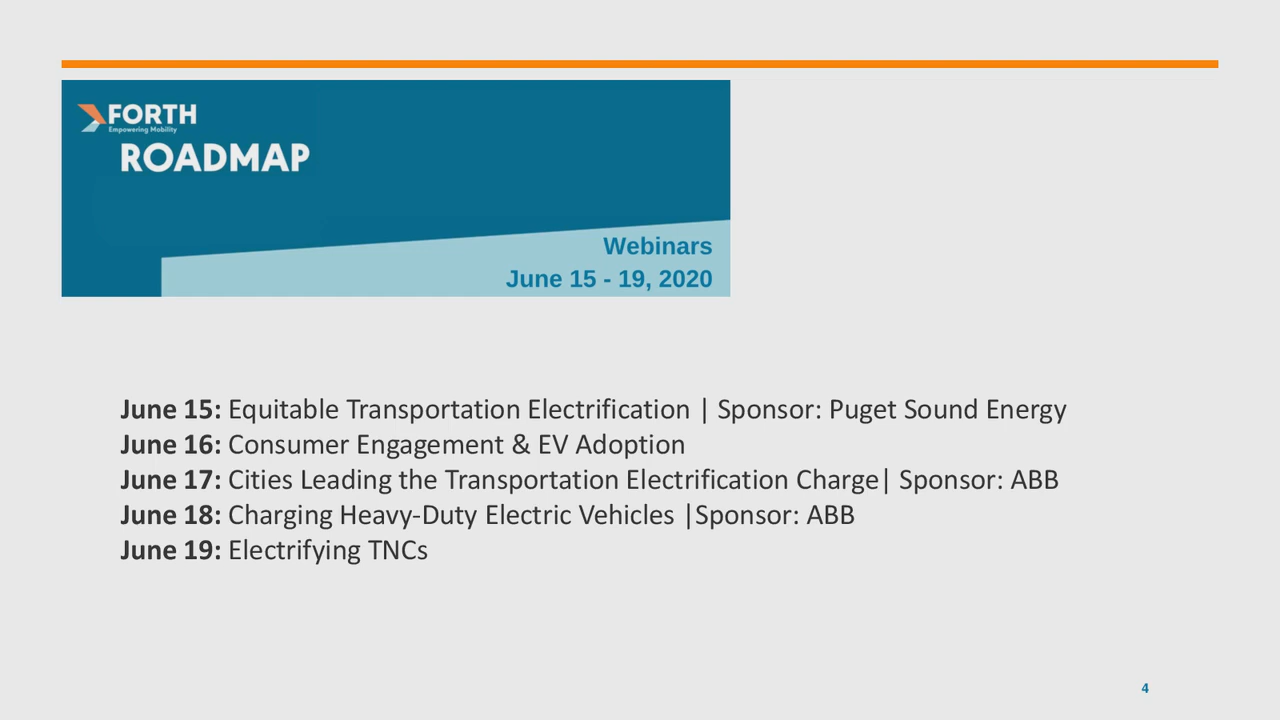 FORTH
Empowering Mobility
ROADMAP
Webinars
June 15 - 19, 2020
June 15: Equitable Transportation Electrification | Sponsor: Puget Sound Energy
June 16: Consumer Engagement & EV Adoption
June 17: Cities Leading the Transportation Electrification Charge| Sponsor: ABB
June 18: Charging Heavy-Duty Electric Vehicles |Sponsor: ABB
June 19: Electrifying TNCs
4